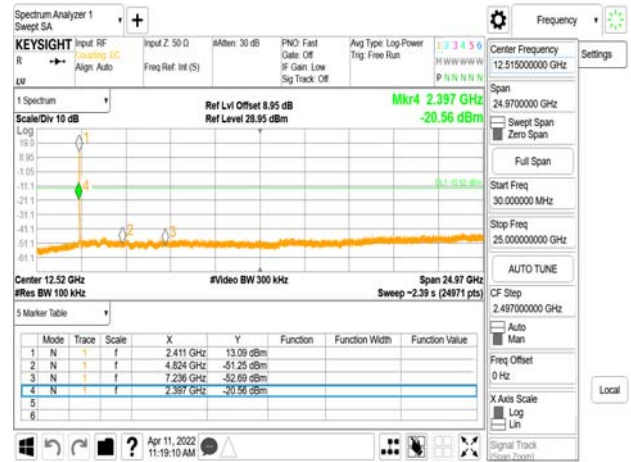 Spectrum Analyzer 1
Swept SA
+
Frequency
KEYSIGHT
Input: RF
Coupling: DC
Align: Auto
Input Z: 50 Ω
Freq Ref: Int (S)
#Atten: 30 dB
PNO: Fast
Gate: Off
IF Gain: Low
Sig Track: Off
Avg Type: Log-Power
Trig: Free Run
1 2 3 4 5 6
M W W W W W
P N N N N N
R
LW
1 Spectrum
Scale/Div 10 dB
Ref Lvl Offset 8.95 dB
Ref Level 28.95 dBm
Mkr4 2.397 GHz
-20.56 dBm
Log
19.0
8.95
-1.05
-11.1
-21.1
-31.1
-41.1
-51.1
-61.1
1
4
2
3
Center 12.52 GHz
#Res BW 100 kHz
#Video BW 300 kHz
Span 24.97 GHz
Sweep ~2.39 s (24971 pts)
5 Marker Table
Mode Trace Scale X Y Function Function Width Function Value
1 N 1 f 2.411 GHz 13.09 dBm
2 N 1 f 4.824 GHz -51.25 dBm
3 N 1 f 7.236 GHz -52.69 dBm
4 N 1 f 2.397 GHz -20.56 dBm
5
6
?
Apr 11, 2022
11:19:10 AM
Center Frequency
12.515000000 GHz
Settings
Span
24.9700000 GHz
Swept Span
Zero Span
Full Span
Start Freq
30.000000 MHz
Stop Freq
25.000000000 GHz
AUTO TUNE
CF Step
2.497000000 GHz
Auto
Man
Freq Offset
0 Hz
X Axis Scale
Log
Lin
Signal Track
(Span Zoom)
Local